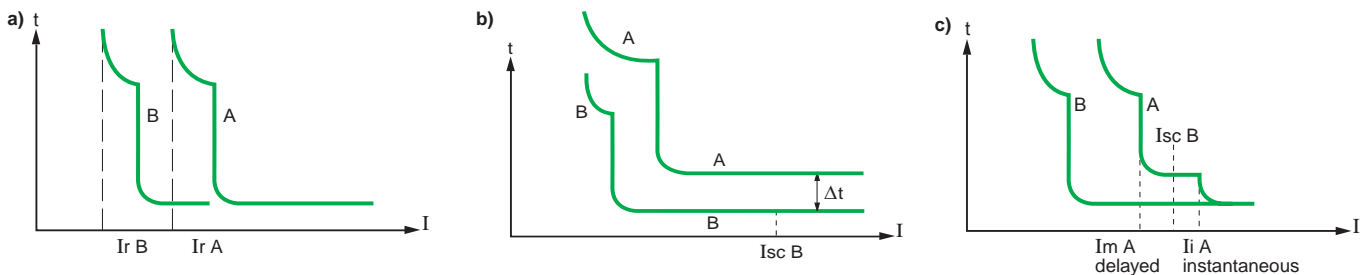 a)
t
B
A
I
Ir B
Ir A
b)
t
A
B
A
Δt
B
I
Isc B
c)
t
B
A
Isc B
I
Im A
delayed
Ii A
instantaneous